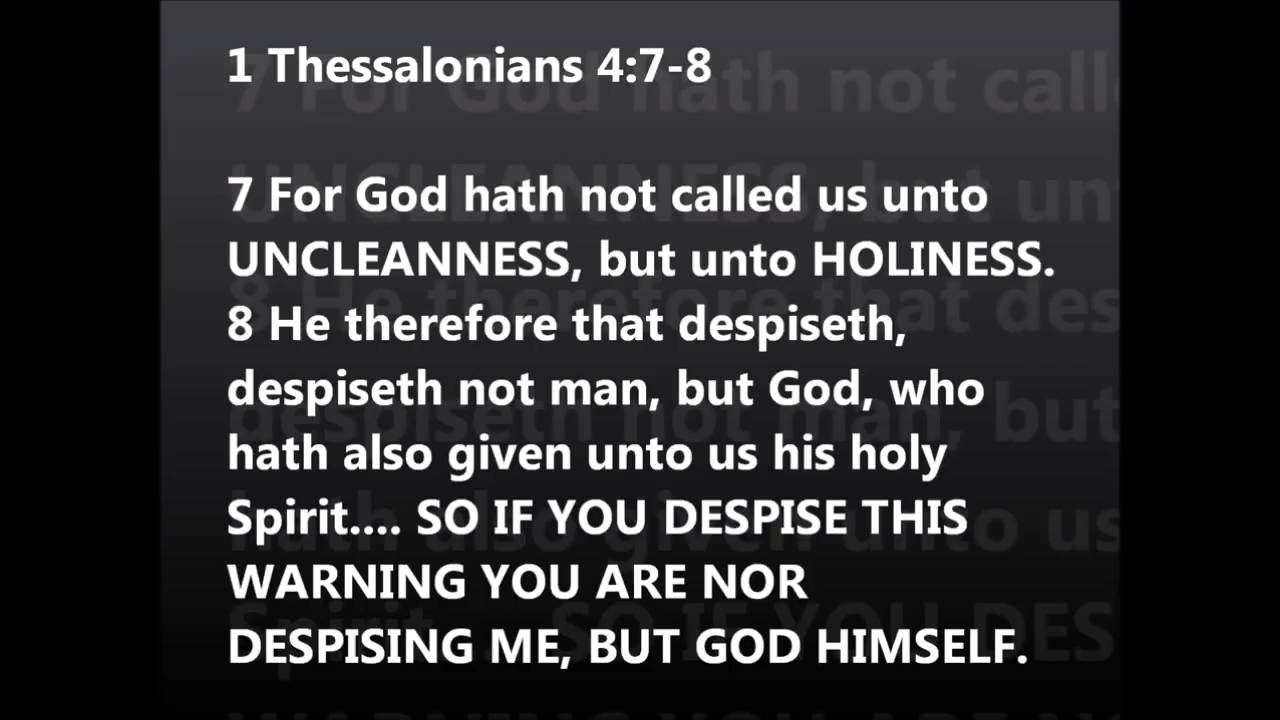 1 Thessalonians 4:7-8
7 For God hath not called us unto
UNCLEANNESS, but unto HOLINESS.
8 He therefore that despiseth,
despiseth not man, but God, who
hath also given unto us his holy
Spirit.... SO IF YOU DESPISE THIS
WARNING YOU ARE NOR
DESPISING ME, BUT GOD HIMSELF.